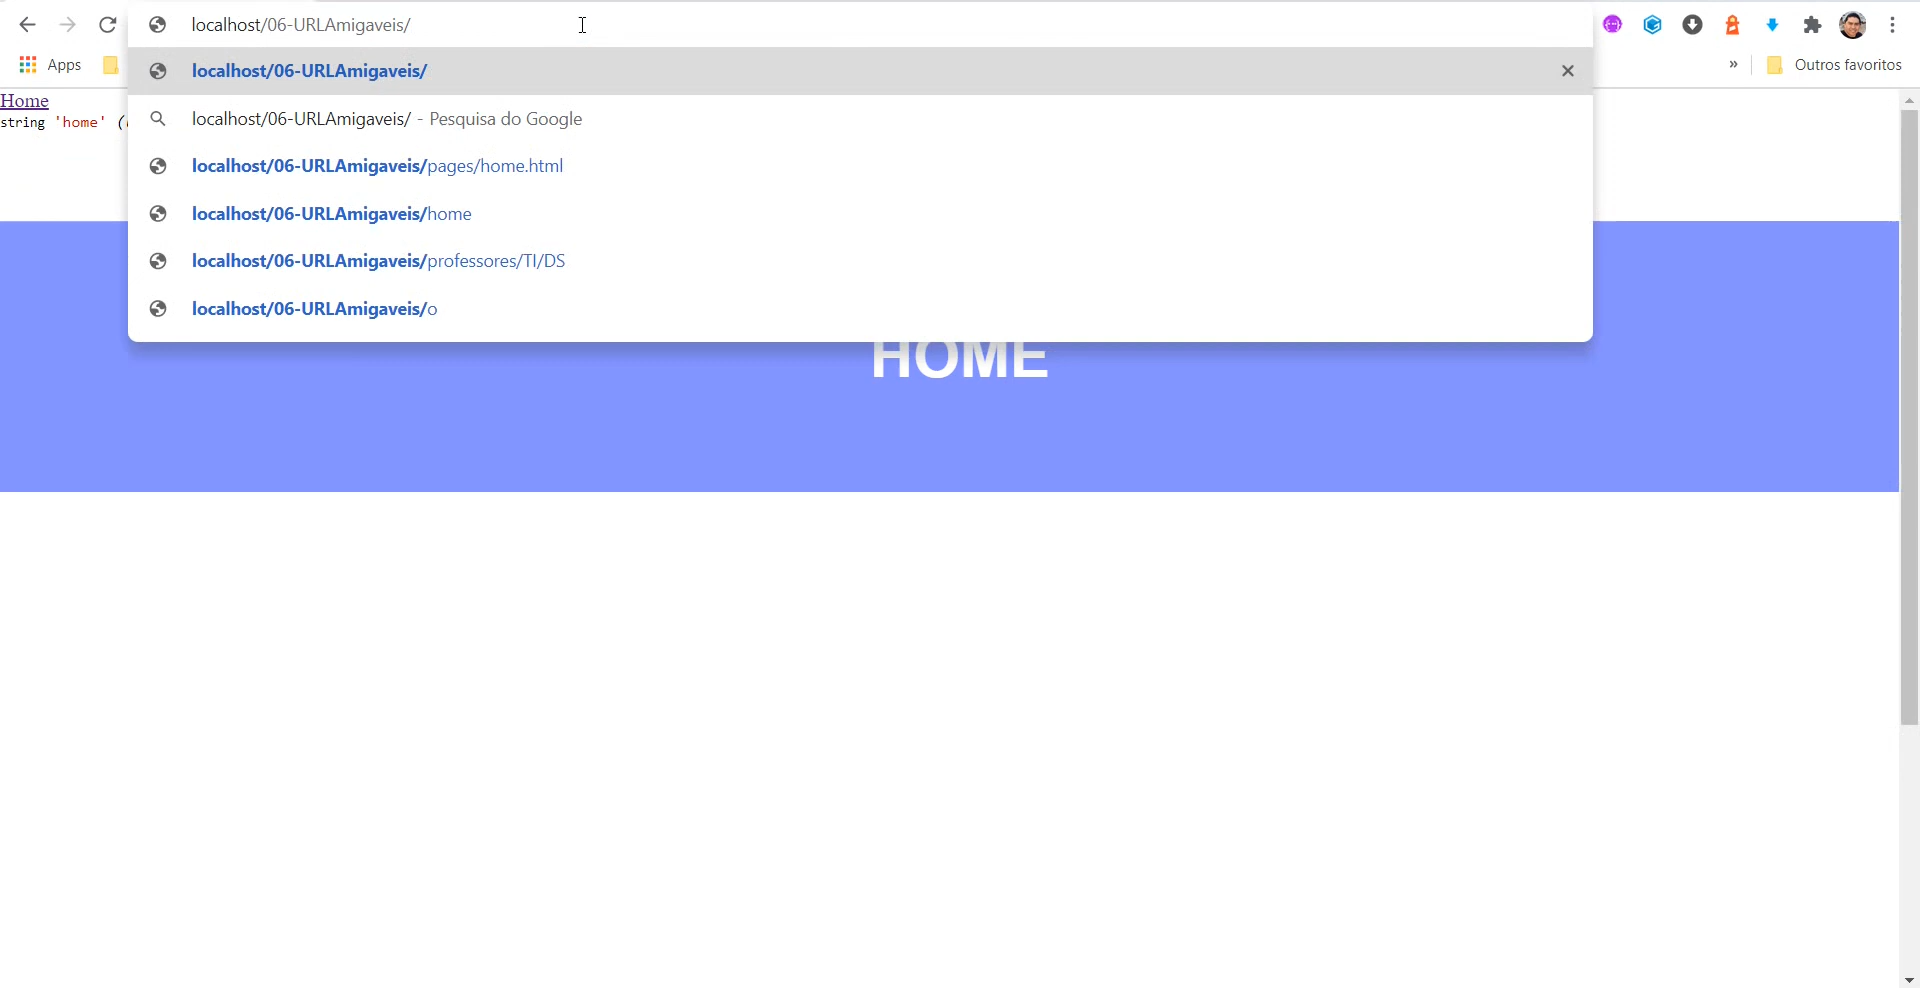 localhost/06-URLAmigaveis/
Apps
» Outros favoritos
localhost/06-URLAmigaveis/
localhost/06-URLAmigaveis/ - Pesquisa do Google
localhost/06-URLAmigaveis/pages/home.html
localhost/06-URLAmigaveis/home
localhost/06-URLAmigaveis/professores/TI/DS
localhost/06-URLAmigaveis/o
Home
string 'home' (
HOME